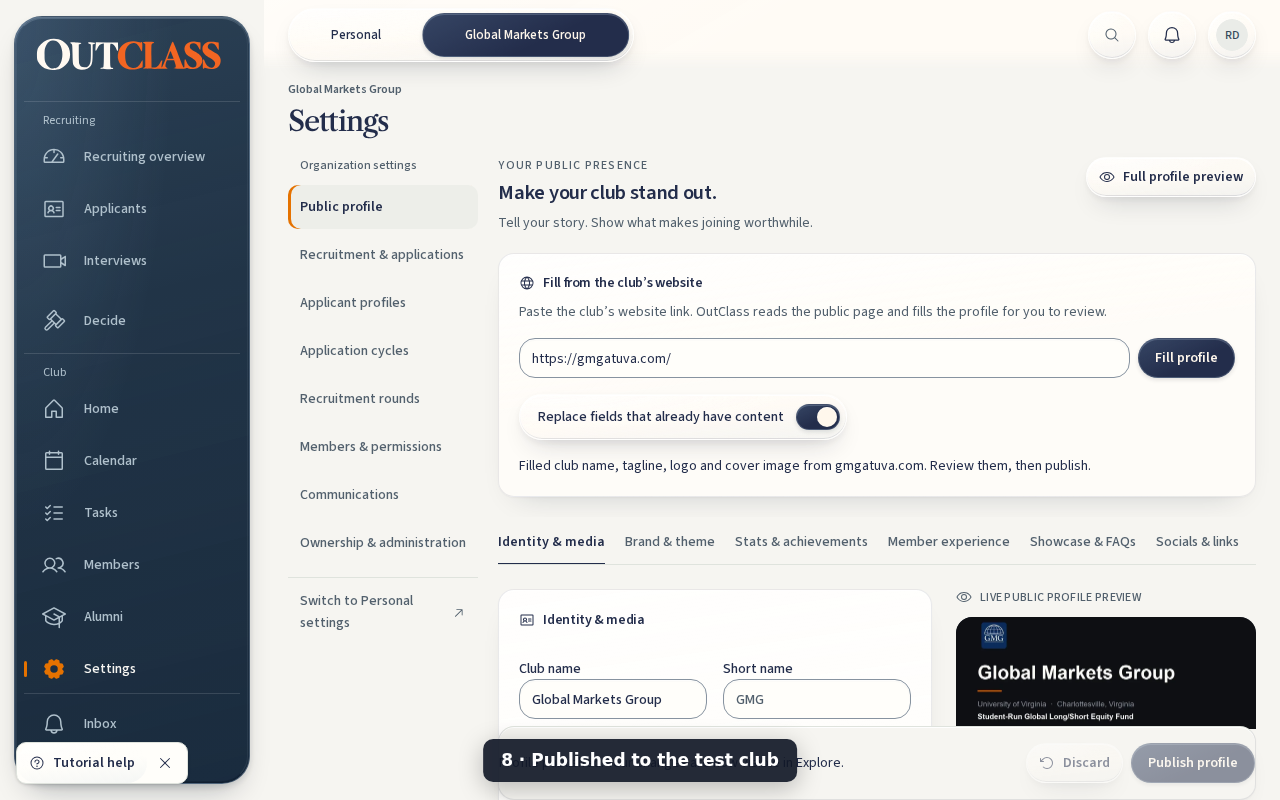 OUTCLASS
Recruiting
Recruiting overview
Applicants
Interviews
Decide
Club
Home
Calendar
Tasks
Members
Alumni
Settings
Inbox
Tutorial help
Personal
Global Markets Group
RD
Global Markets Group
Settings
Organization settings
Public profile
Recruitment & applications
Applicant profiles
Application cycles
Recruitment rounds
Members & permissions
Communications
Ownership & administration
Switch to Personal
settings
YOUR PUBLIC PRESENCE
Make your club stand out.
Tell your story. Show what makes joining worthwhile.
Full profile preview
Fill from the club’s website
Paste the club’s website link. OutClass reads the public page and fills the profile for you to review.
https://gmgatuva.com/
Fill profile
Replace fields that already have content
Filled club name, tagline, logo and cover image from gmgatuva.com. Review them, then publish.
Identity & media
Brand & theme
Stats & achievements
Member experience
Showcase & FAQs
Socials & links
Identity & media
Club name
Short name
Global Markets Group
GMG
LIVE PUBLIC PROFILE PREVIEW
GMG
Global Markets Group
University of Virginia · Charlottesville, Virginia
Student-Run Global Long/Short Equity Fund
8 · Published to the test club
Explore.
Discard
Publish profile